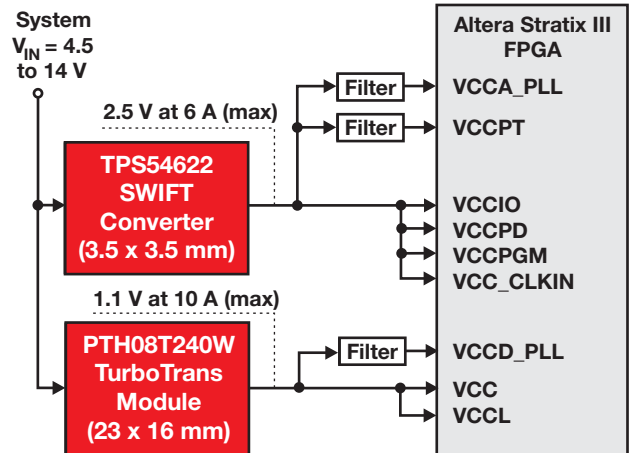 System
VIN = 4.5
to 14 V
Altera Stratix III
FPGA
Filter
VCCA_PLL
2.5 V at 6 A (max)
Filter
VCCPT
TPS54622
SWIFT
Converter
(3.5 x 3.5 mm)
VCCIO
VCCPD
VCCPGM
VCC_CLKIN
1.1 V at 10 A (max)
PTH08T240W
TurboTrans
Module
(23 x 16 mm)
Filter
VCCD_PLL
VCC
VCCL